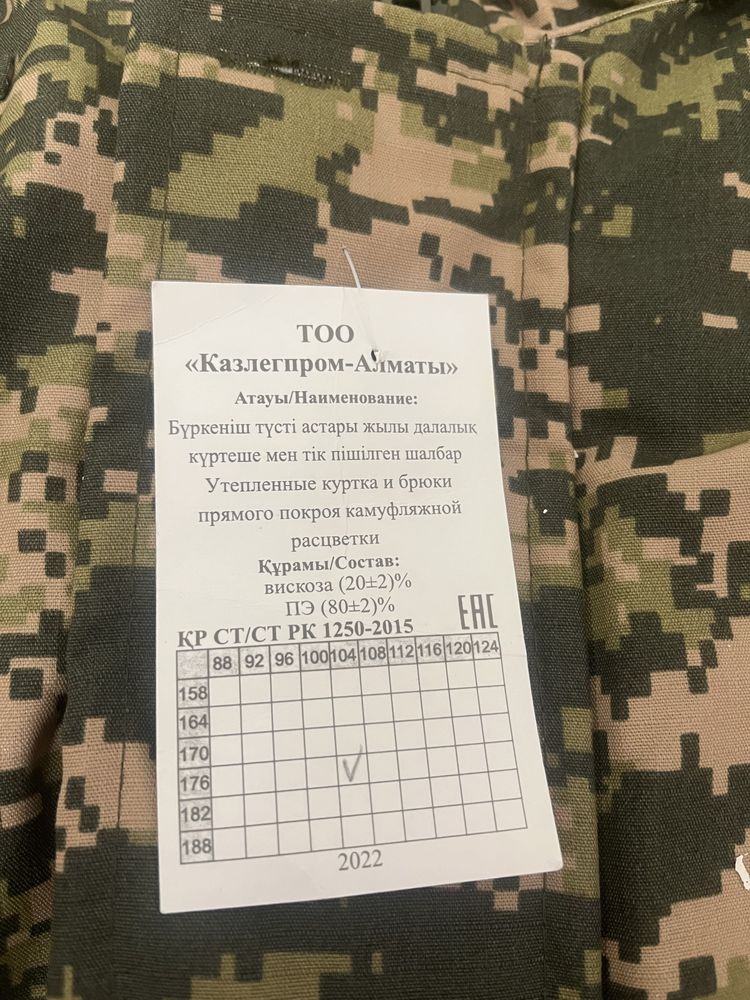 ТОО
«Казлегпром-Алматы»
Атауы/Наименование:
Бүркеніш түсті астары жылы далалық
күртеше мен тік пішілген шалбар
Утепленные куртка и брюки
прямого покроя камуфляжной
расцветки
Құрамы/Состав:
вискоза (20±2)%
ПЭ (80±2)%
ҚР СТ/СТ РК 1250-2015 ЕАС
88 92 96 100 104 108 112 116 120 124
158
164
170
176
182
188
2022